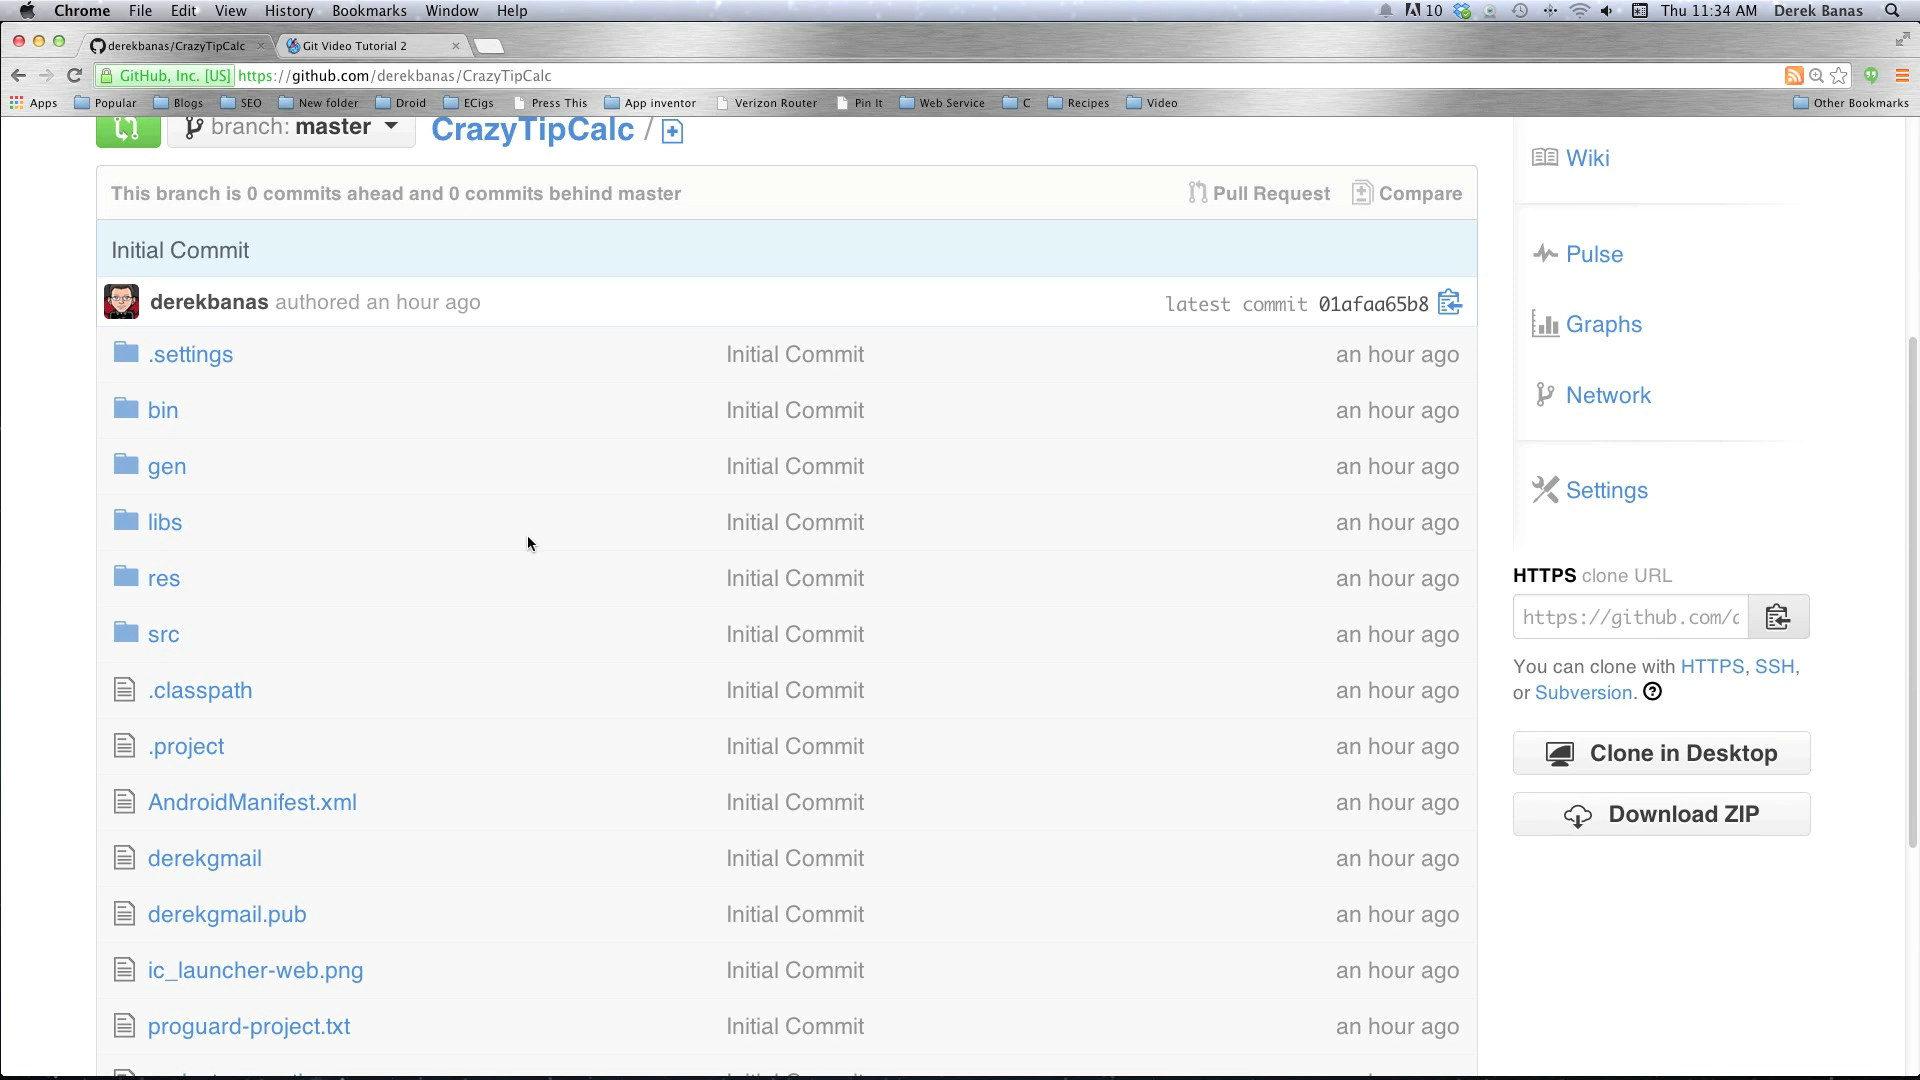 Chrome File Edit View History Bookmarks Window Help 10 Thu 11:34 AM Derek Banas
derekbanas/CrazyTipCalc Git Video Tutorial 2
GitHub, Inc. [US] https://github.com/derekbanas/CrazyTipCalc
Apps Popular Blogs SEO New folder Droid ECigs Press This App inventor Verizon Router Pin It Web Service C Recipes Video Other Bookmarks
branch: master CrazyTipCalc /
This branch is 0 commits ahead and 0 commits behind master Pull Request Compare
Initial Commit
derekbanas authored an hour ago latest commit 01afaa65b8
.settings Initial Commit an hour ago
bin Initial Commit an hour ago
gen Initial Commit an hour ago
libs Initial Commit an hour ago
res Initial Commit an hour ago
src Initial Commit an hour ago
.classpath Initial Commit an hour ago
.project Initial Commit an hour ago
AndroidManifest.xml Initial Commit an hour ago
derekgmail Initial Commit an hour ago
derekgmail.pub Initial Commit an hour ago
ic_launcher-web.png Initial Commit an hour ago
proguard-project.txt Initial Commit an hour ago
Wiki
Pulse
Graphs
Network
Settings
HTTPS clone URL
https://github.com/
You can clone with HTTPS, SSH,
or Subversion.
Clone in Desktop
Download ZIP